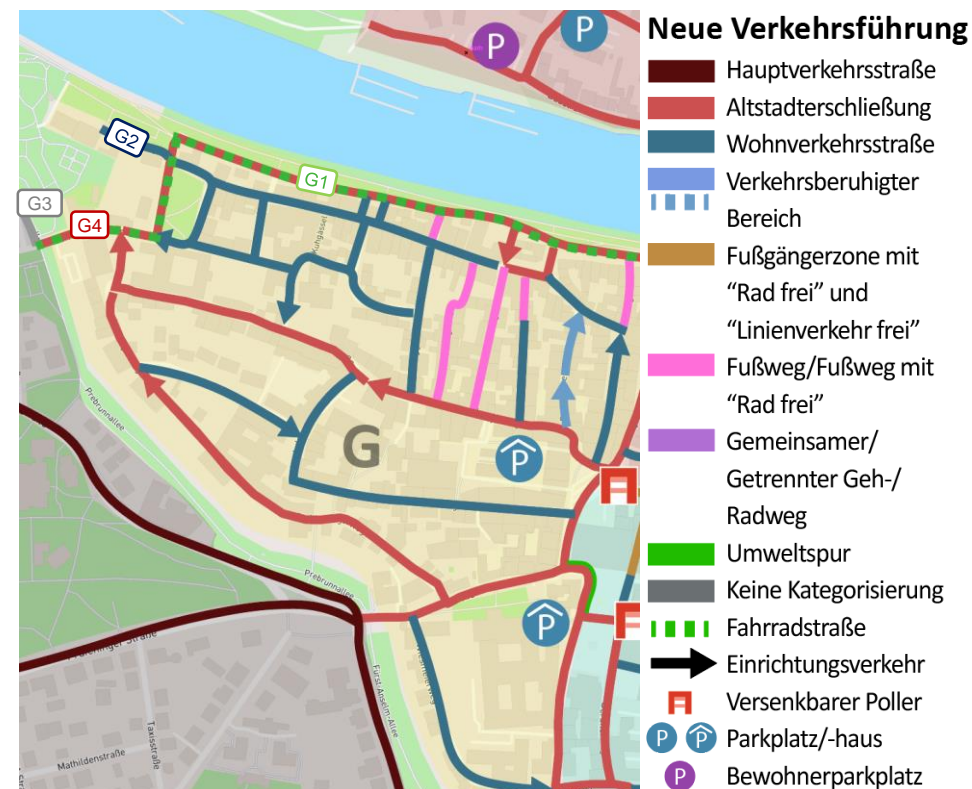 Neue Verkehrsführung
Hauptverkehrsstraße
Altstadterschließung
Wohnverkehrsstraße
Verkehrsberuhigter
Bereich
Fußgängerzone mit
“Rad frei” und
“Linienverkehr frei”
Fußweg/Fußweg mit
“Rad frei”
Gemeinsamer/
Getrennter Geh-/
Radweg
Umweltspur
Keine Kategorisierung
Fahrradstraße
Einrichtungsverkehr
Versenkbarer Poller
P P Parkplatz/-haus
P Bewohnerparkplatz
P
P
G2
G1
G3
G4
G
P
P
Prebrunnallee
Prebrunnallee
Fürst-Anselm-Allee
Taxisstraße
Mathildenstraße